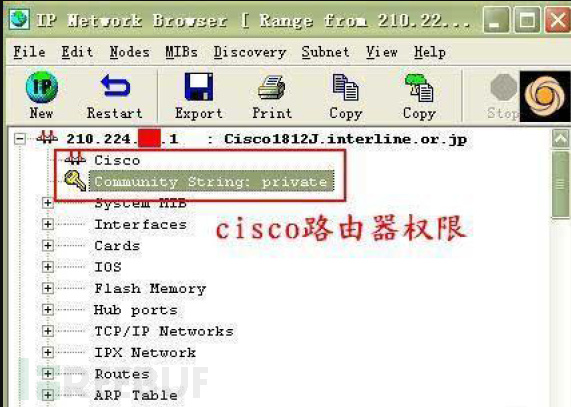 IP Network Browser [ Range from 210.22...
File Edit Nodes MIBs Discovery Subnet View Help
IP
New Restart Export Print Copy Copy Stop
210.224. .1 : Cisco1812J.interline.or.jp
Cisco
Community String: private
System MIB
Interfaces
cisco路由器权限
Cards
IOS
Flash Memory
Hub ports
TCP/IP Networks
IPX Network
Routes
REEBUF
ARP Table